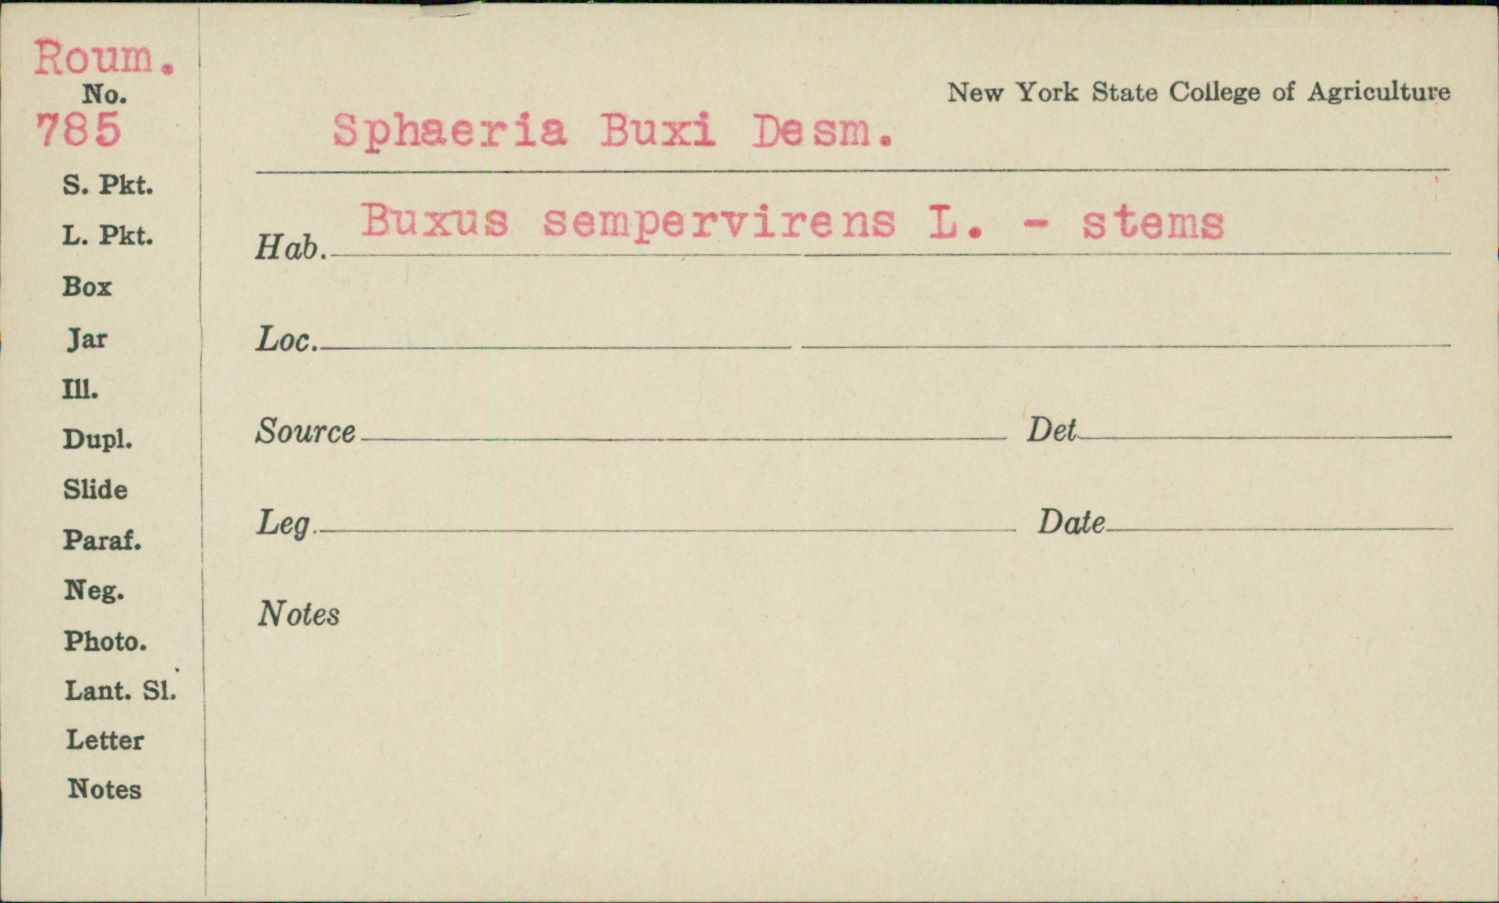 Roum.
No.
785
S. Pkt.
L. Pkt.
Box
Jar
Ill.
Dupl.
Slide
Paraf.
Neg.
Photo.
Lant. Sl.
Letter
Notes
New York State College of Agriculture
Sphaeria Buxi Desm.
Hab. Buxus sempervirens L. - stems
Loc.
Source Det.
Leg. Date
Notes